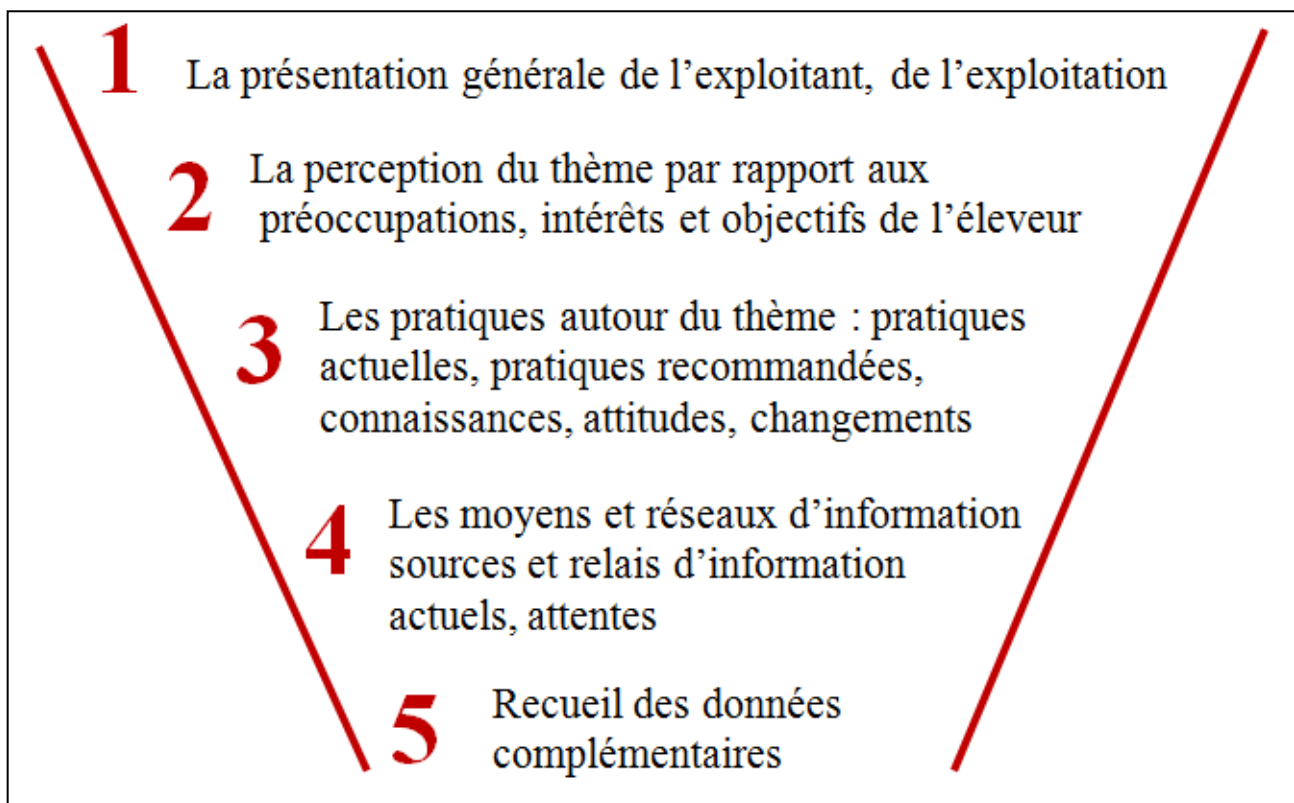 1 La présentation générale de l’exploitant, de l’exploitation
2 La perception du thème par rapport aux
préoccupations, intérêts et objectifs de l’éleveur
3 Les pratiques autour du thème : pratiques
actuelles, pratiques recommandées,
connaissances, attitudes, changements
4 Les moyens et réseaux d’information
sources et relais d’information
actuels, attentes
5 Recueil des données
complémentaires